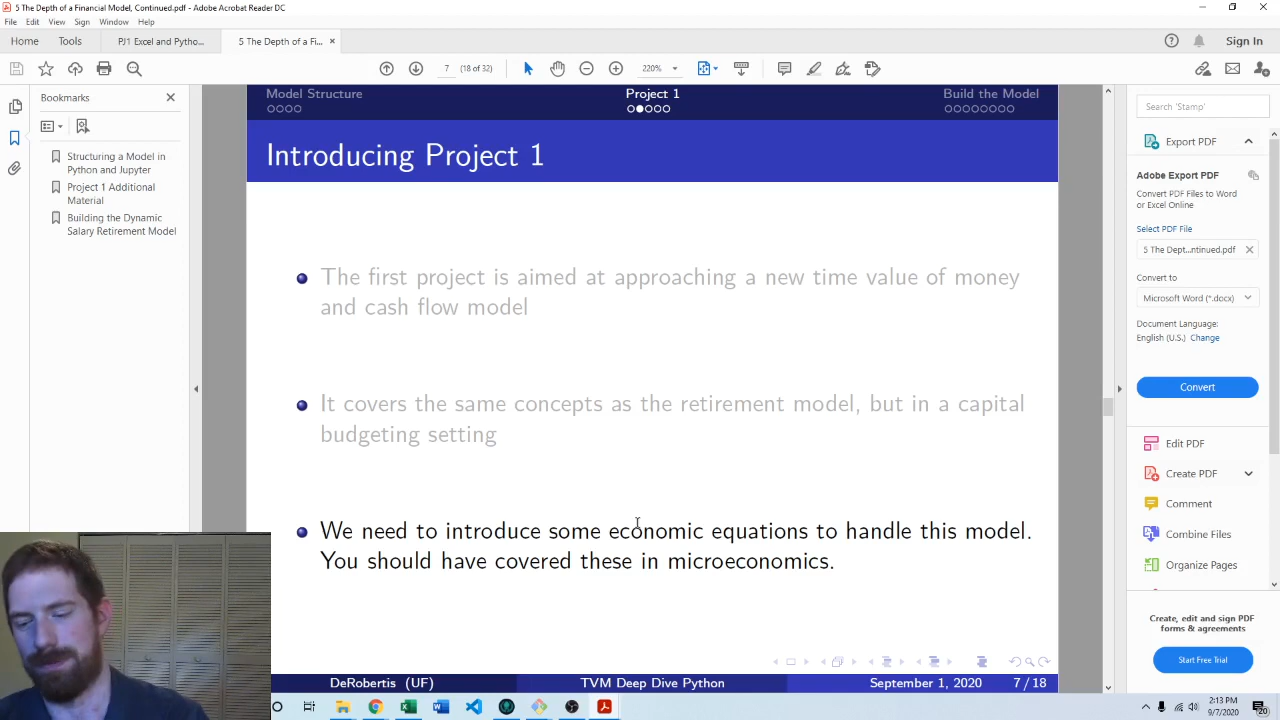 5 The Depth of a Financial Model, Continued.pdf - Adobe Acrobat Reader DC
File Edit View Sign Window Help
Home Tools PJ1 Excel and Pytho... 5 The Depth of a Fi... × Sign In
7 (18 of 32) 220%
Bookmarks
Structuring a Model in
Python and Jupyter
Project 1 Additional
Material
Building the Dynamic
Salary Retirement Model
Model Structure Project 1 Build the Model
Introducing Project 1
The first project is aimed at approaching a new time value of money
and cash flow model
It covers the same concepts as the retirement model, but in a capital
budgeting setting
We need to introduce some economic equations to handle this model.
You should have covered these in microeconomics.
DeRobertis (UF) TVM Deep Dive Python September 1, 2020 7 / 18
Search 'Stamp'
Export PDF
Adobe Export PDF
Convert PDF Files to Word
or Excel Online
Select PDF File
5 The Dept...ntinued.pdf
Convert to
Microsoft Word (*.docx)
Document Language:
English (U.S.) Change
Convert
Edit PDF
Create PDF
Comment
Combine Files
Organize Pages
Create, edit and sign PDF
forms & agreements
Start Free Trial
2:13 PM
9/7/2020